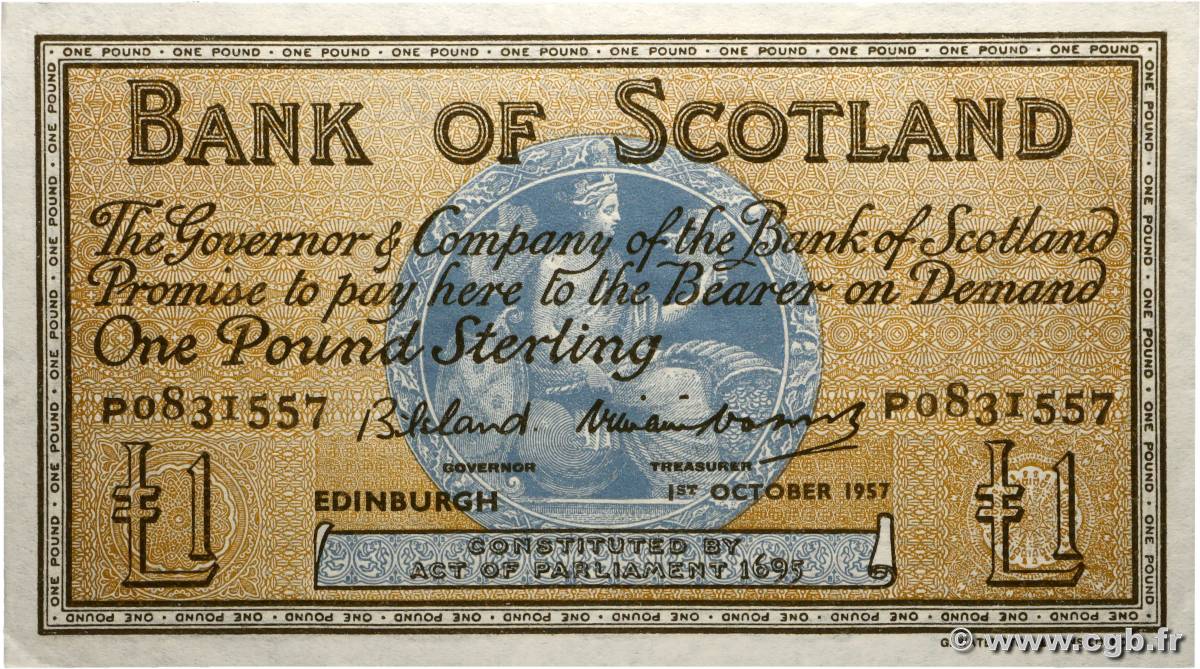 ONE POUND · ONE POUND · ONE POUND · ONE POUND · ONE POUND · ONE POUND · ONE POUND · ONE POUND · ONE POUND · ONE POUND
BANK OF SCOTLAND
The Governor & Company of the Bank of Scotland
Promise to pay here to the Bearer on Demand
One Pound Sterling
P0831557 P0831557
GOVERNOR TREASURER
EDINBURGH 1ST OCTOBER 1957
£1 £1
CONSTITUTED BY
ACT OF PARLIAMENT 1695
© www.cgb.fr